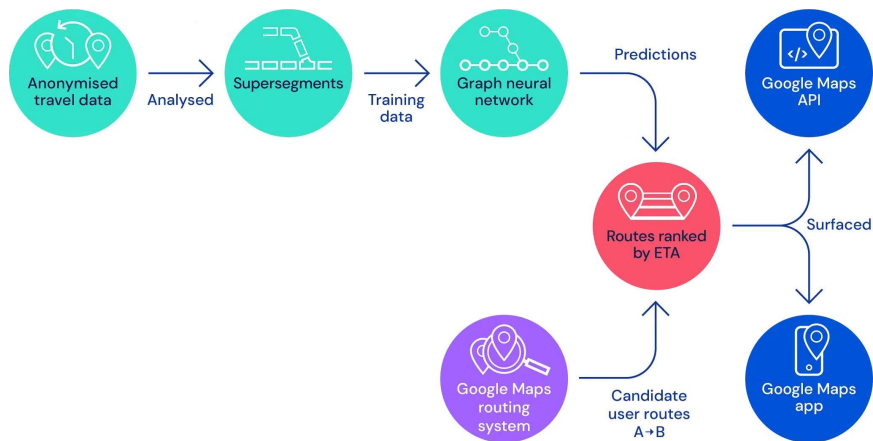 Anonymised
travel data
Analysed
Supersegments
Training
data
Graph neural
network
Predictions
</>
Google Maps
API
Routes ranked
by ETA
Surfaced
Google Maps
routing
system
Candidate
user routes
A→B
Google Maps
app